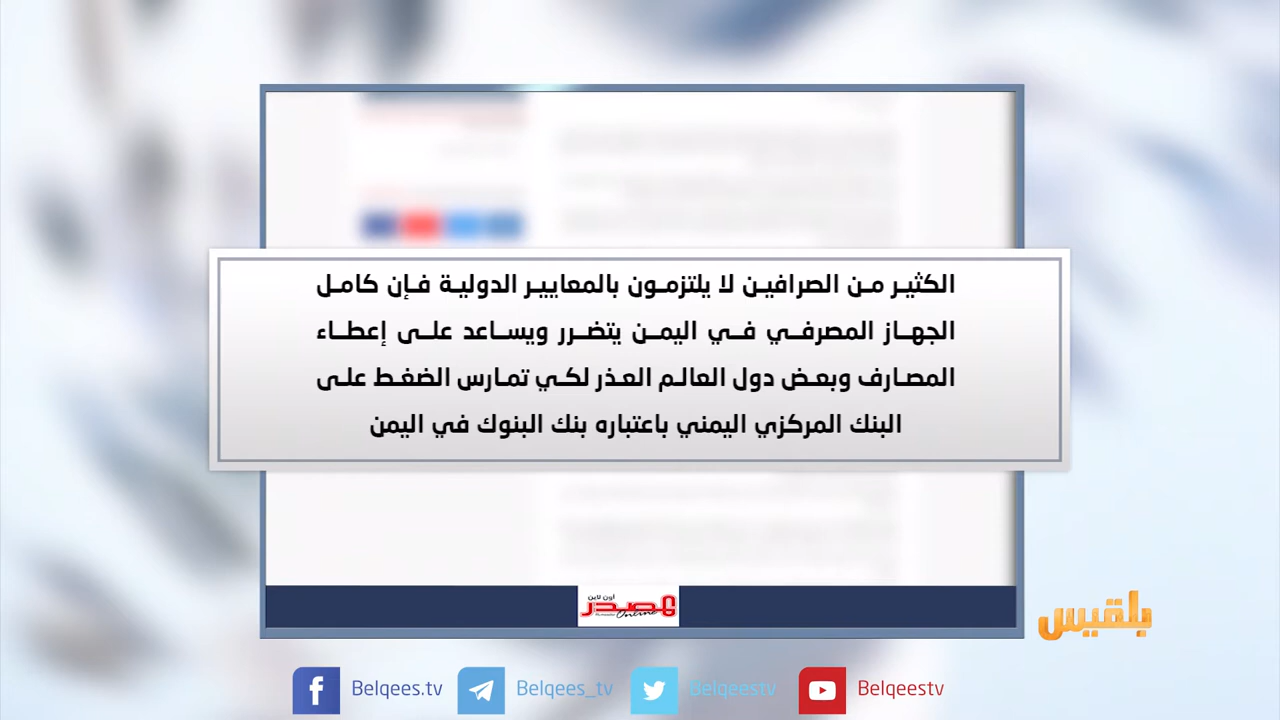 الكثير من الصرافين لا يلتزمون بالمعايير الدولية فإن كامل
الجهاز المصرفي في اليمن يتضرر ويساعد على إعطاء
المصارف وبعض دول العالم العذر لكي تمارس الضغط على
البنك المركزي اليمني باعتباره بنك البنوك في اليمن
اون لاين
المصدر
Online
بلقيس
Belqees.tv
Belqees_tv
Belqeestv
Belqeestv